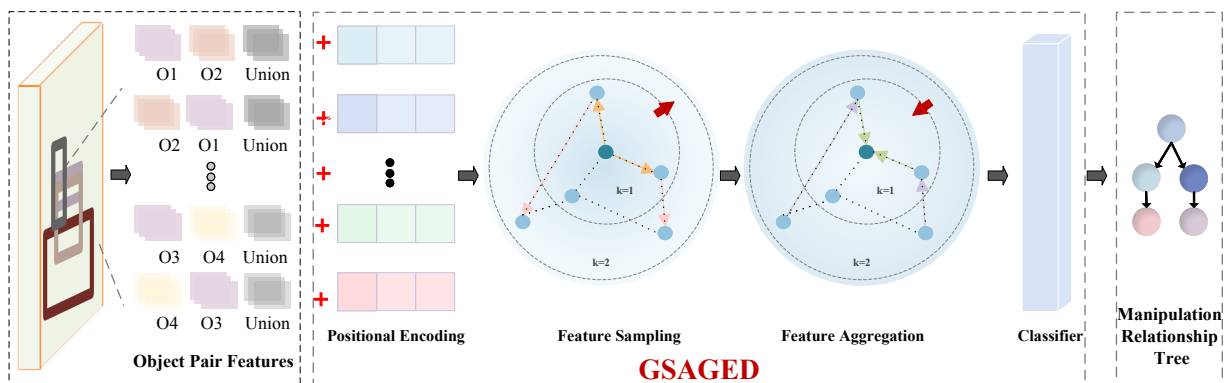 O1 O2 Union
O2 O1 Union
O3 O4 Union
O4 O3 Union
Object Pair Features
+
+
+
+
+
Positional Encoding
k=1
k=2
Feature Sampling
k=1
k=2
Feature Aggregation
GSAGED
Classifier
Manipulation
Relationship
Tree